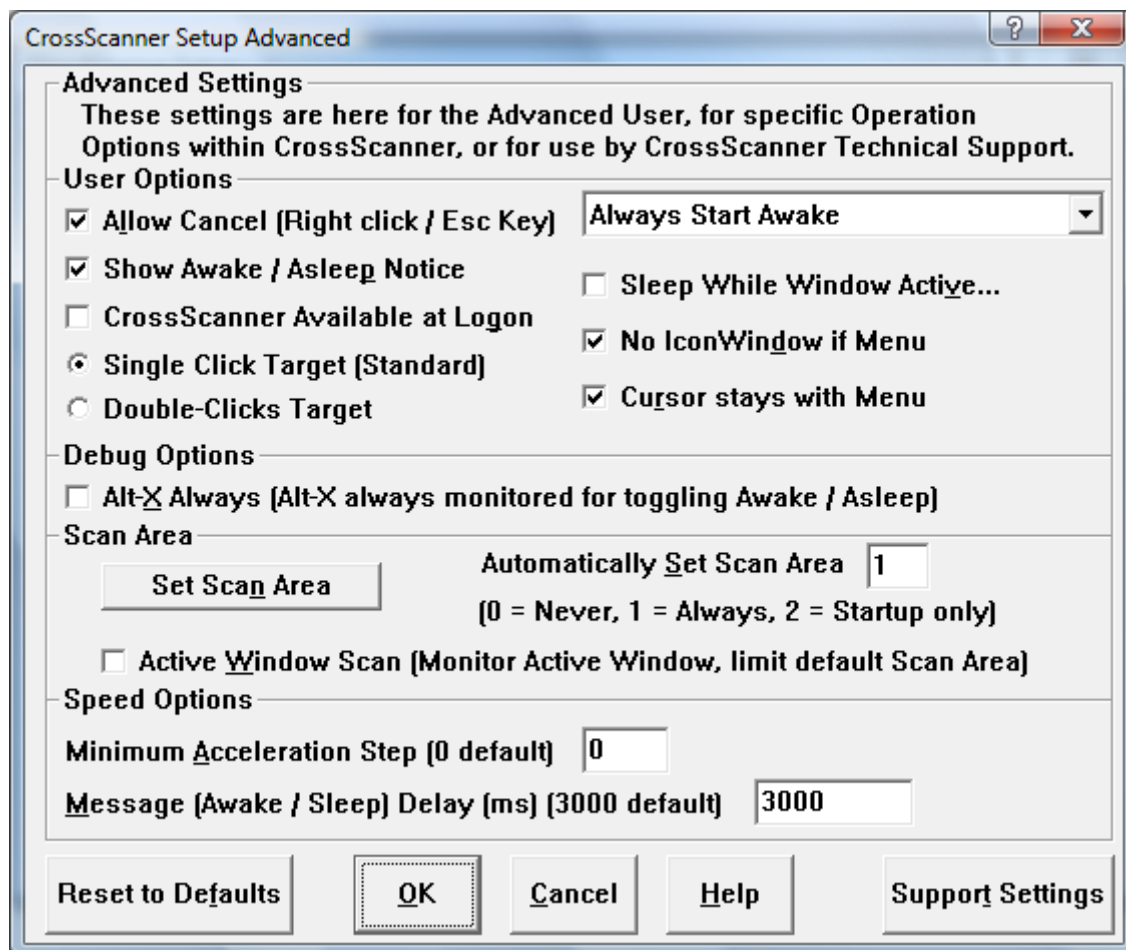 CrossScanner Setup Advanced
Advanced Settings
These settings are here for the Advanced User, for specific Operation
Options within CrossScanner, or for use by CrossScanner Technical Support.
User Options
Allow Cancel (Right click / Esc Key)
Always Start Awake
Show Awake / Asleep Notice
Sleep While Window Active...
CrossScanner Available at Logon
No IconWindow if Menu
Single Click Target (Standard)
Cursor stays with Menu
Double-Clicks Target
Debug Options
Alt-X Always (Alt-X always monitored for toggling Awake / Asleep)
Scan Area
Set Scan Area
Automatically Set Scan Area 1
(0 = Never, 1 = Always, 2 = Startup only)
Active Window Scan (Monitor Active Window, limit default Scan Area)
Speed Options
Minimum Acceleration Step (0 default) 0
Message (Awake / Sleep) Delay (ms) (3000 default) 3000
Reset to Defaults OK Cancel Help Support Settings